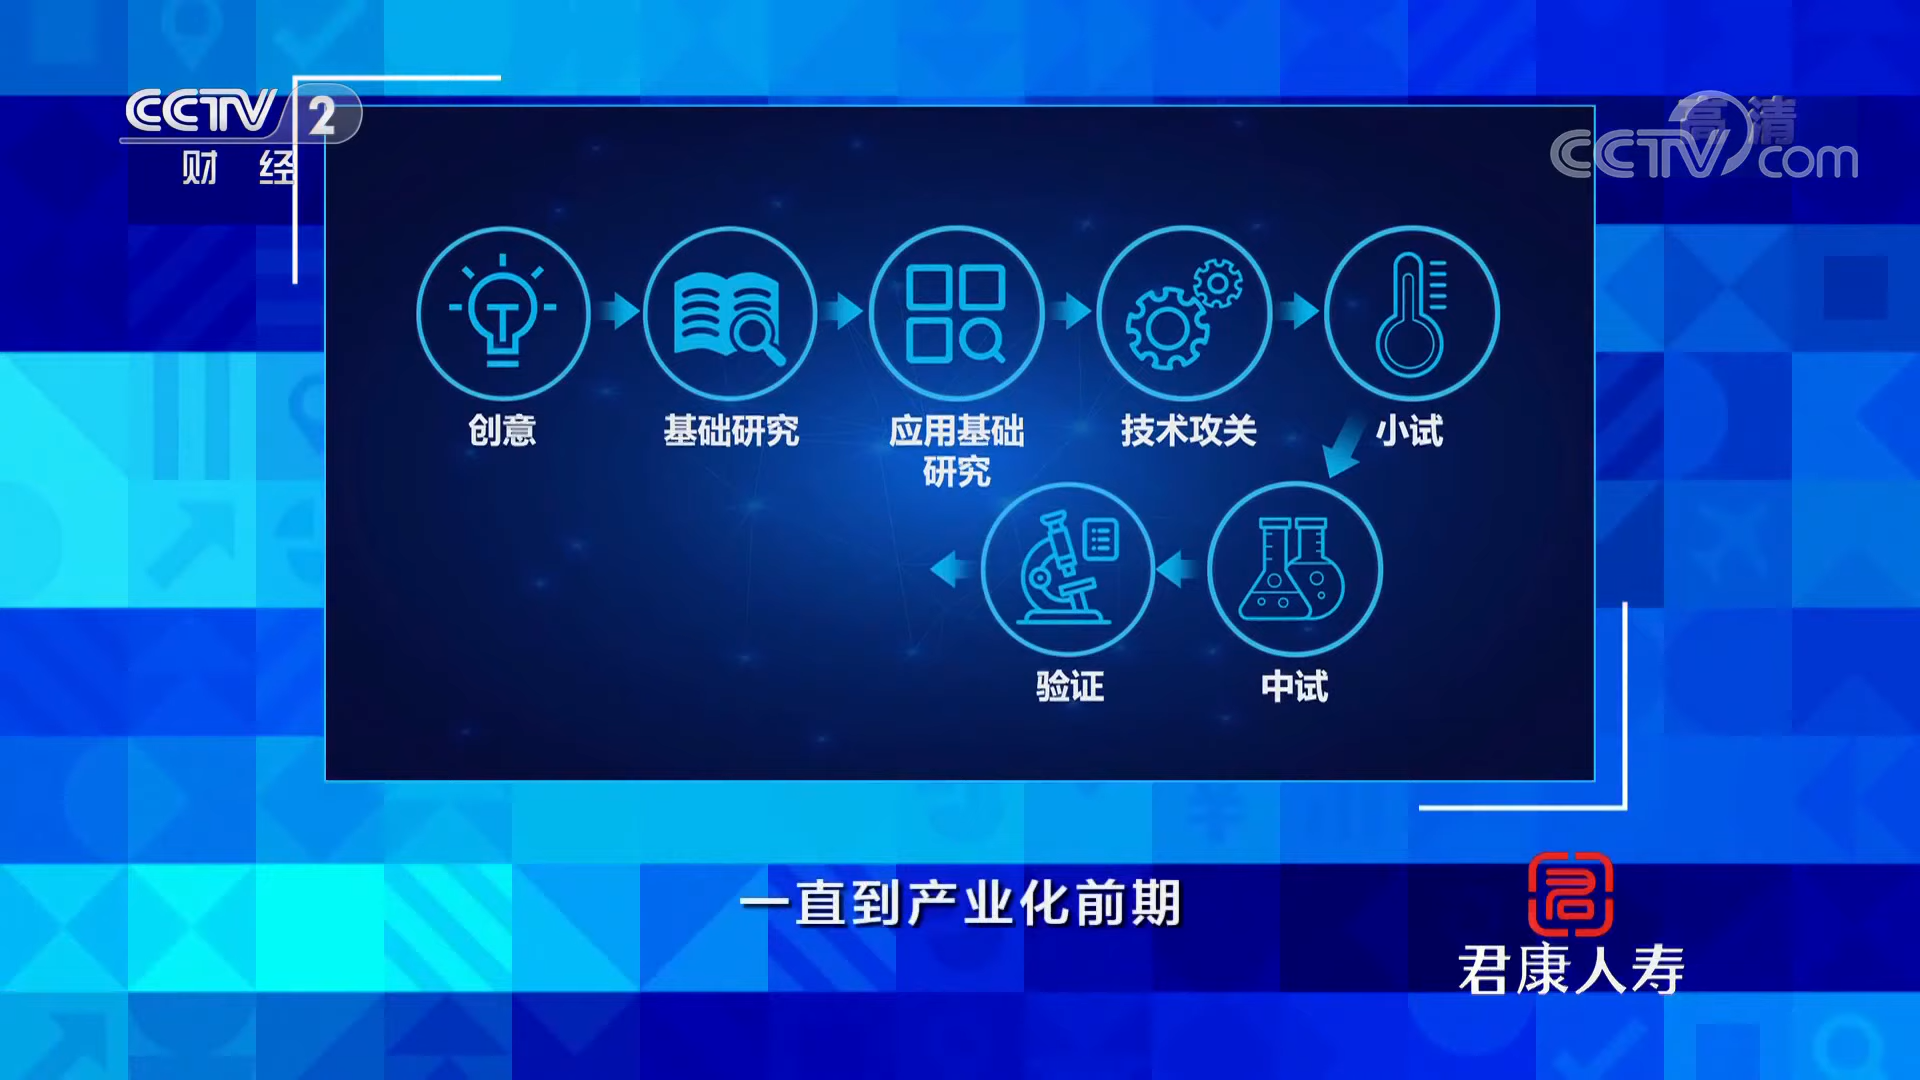 CCTV 2
财 经
高清
CCTV.com
创意
基础研究
应用基础
研究
技术攻关
小试
验证
中试
一直到产业化前期
君康人寿